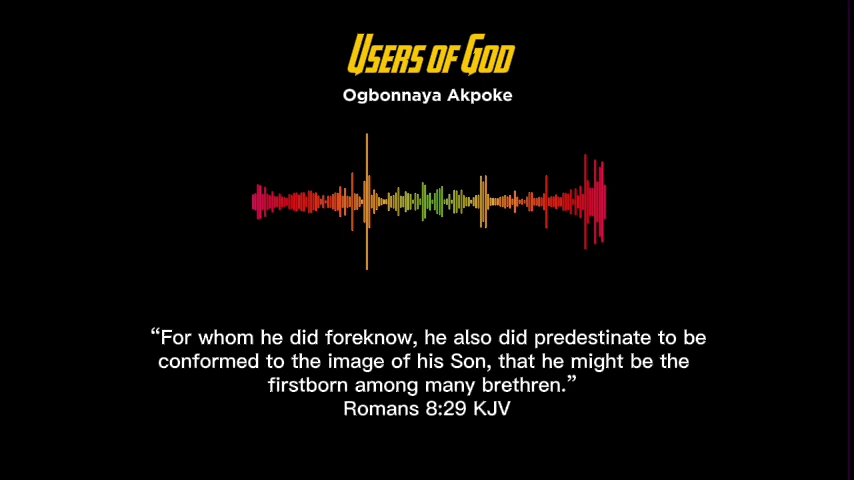 USERS OF GOD
Ogbonnaya Akpoke
“For whom he did foreknow, he also did predestinate to be
conformed to the image of his Son, that he might be the
firstborn among many brethren.”
Romans 8:29 KJV